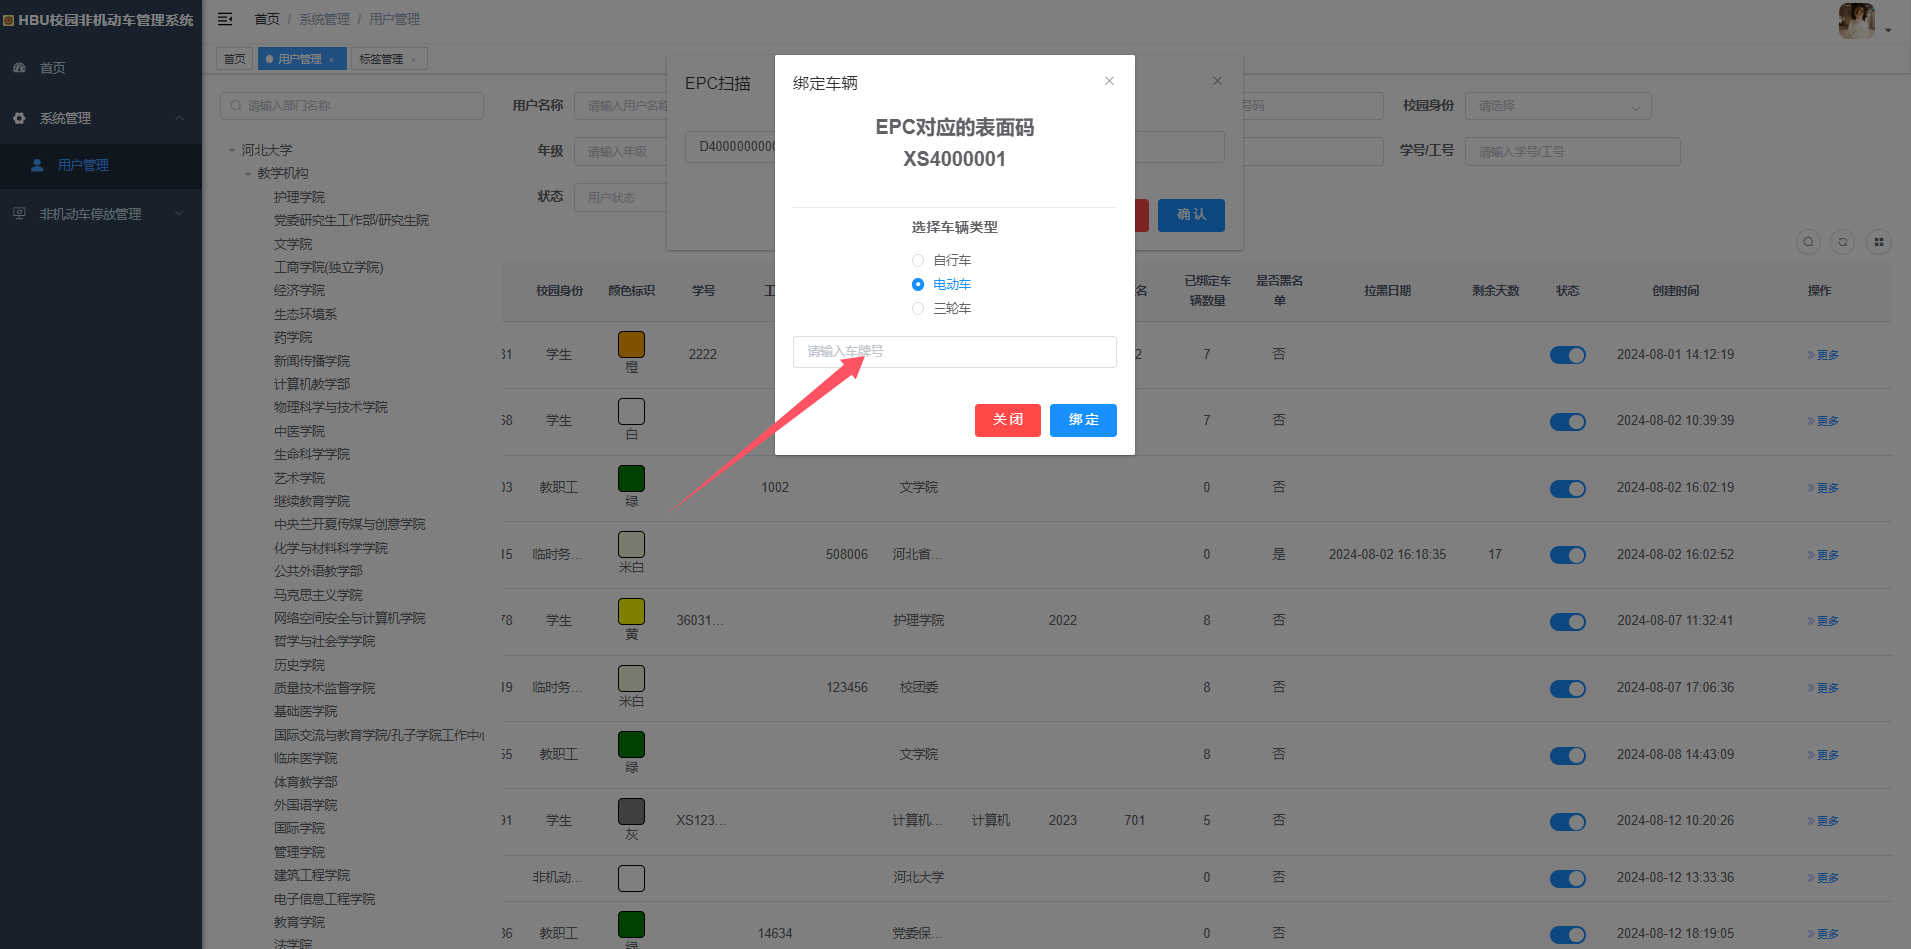 HBU校园非机动车管理系统
首页 / 系统管理 / 用户管理
首页
用户管理 ×
标签管理 ×
首页
系统管理
用户管理
非机动车停放管理
请输入部门名称
河北大学
教学机构
护理学院
党委研究生工作部/研究生院
文学院
工商学院(独立学院)
经济学院
生态环境系
药学院
新闻传播学院
计算机教学部
物理科学与技术学院
中医学院
生命科学学院
艺术学院
继续教育学院
中央兰开夏传媒与创意学院
化学与材料科学学院
公共外语教学部
马克思主义学院
网络空间安全与计算机学院
哲学与社会学学院
历史学院
质量技术监督学院
基础医学院
国际交流与教育学院/孔子学院工作中
临床医学院
体育教学部
外国语学院
国际学院
管理学院
建筑工程学院
电子信息工程学院
教育学院
法学院
用户名称 请输入用户名称
号码
校园身份 请选择
年级 请输入年级
学号/工号 请输入学号/工号
状态 用户状态
EPC扫描
D4000000000
确 认
绑定车辆
EPC对应的表面码
XS4000001
选择车辆类型
自行车
电动车
三轮车
请输入车牌号
关 闭 绑 定
校园身份 颜色标识 学号 工 名 已绑定车辆数量 是否黑名单 拉黑日期 剩余天数 状态 创建时间 操作
31 学生 橙 2222 2 7 否 2024-08-01 14:12:19 更多
68 学生 白 7 否 2024-08-02 10:39:39 更多
03 教职工 绿 1002 文学院 0 否 2024-08-02 16:02:19 更多
15 临时务... 米白 508006 河北省... 0 是 2024-08-02 16:18:35 17 2024-08-02 16:02:52 更多
78 学生 黄 36031... 护理学院 2022 8 否 2024-08-07 11:32:41 更多
19 临时务... 米白 123456 校团委 8 否 2024-08-07 17:06:36 更多
55 教职工 绿 文学院 8 否 2024-08-08 14:43:09 更多
91 学生 灰 XS123... 计算机... 计算机 2023 701 5 否 2024-08-12 10:20:26 更多
非机动... 河北大学 0 否 2024-08-12 13:33:36 更多
36 教职工 绿 14634 党委保... 0 否 2024-08-12 18:19:05 更多